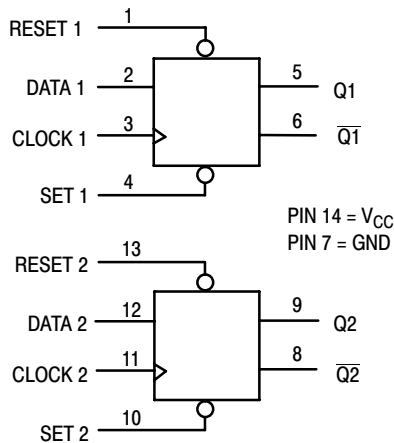 RESET 1 1
DATA 1 2 5 Q1
CLOCK 1 3 6 Q1̅
SET 1 4
PIN 14 = VCC
PIN 7 = GND
RESET 2 13
DATA 2 12 9 Q2
CLOCK 2 11 8 Q2̅
SET 2 10